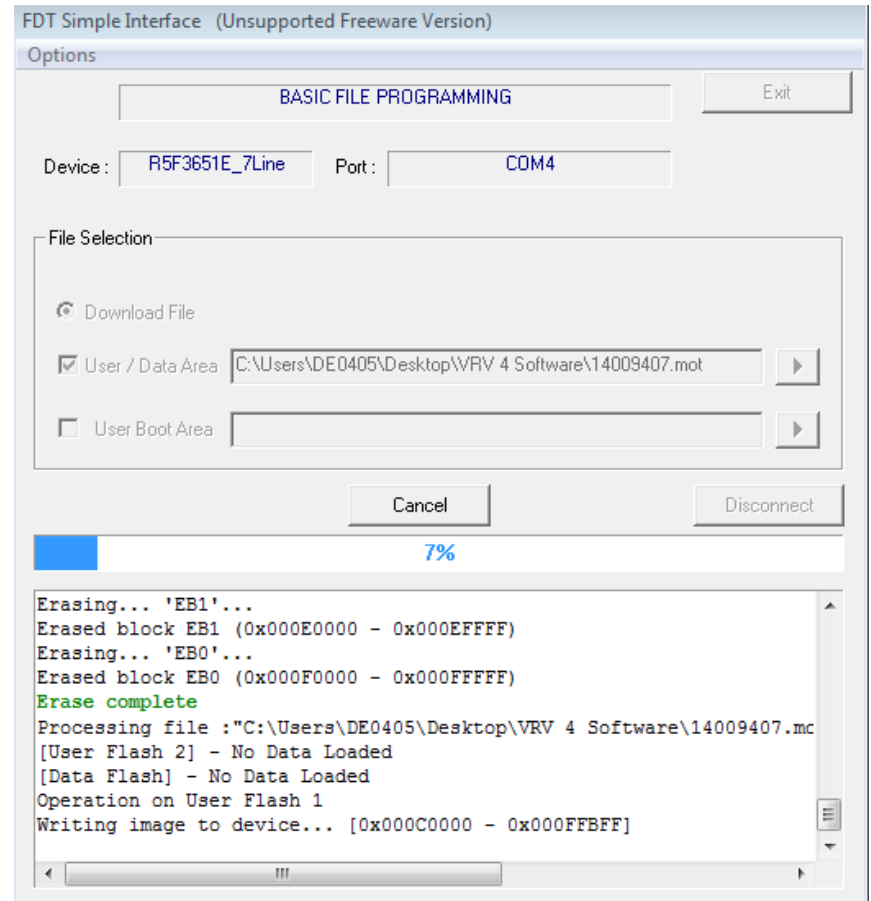 FDT Simple Interface (Unsupported Freeware Version)
Options
BASIC FILE PROGRAMMING
Exit
Device : R5F3651E_7Line Port : COM4
File Selection
Download File
User / Data Area C:\Users\DE0405\Desktop\VRV 4 Software\14009407.mot
User Boot Area
Cancel Disconnect
7%
Erasing... 'EB1'...
Erased block EB1 (0x000E0000 - 0x000EFFFF)
Erasing... 'EB0'...
Erased block EB0 (0x000F0000 - 0x000FFFFF)
Erase complete
Processing file :"C:\Users\DE0405\Desktop\VRV 4 Software\14009407.mo
[User Flash 2] - No Data Loaded
[Data Flash] - No Data Loaded
Operation on User Flash 1
Writing image to device... [0x000C0000 - 0x000FFBFF]